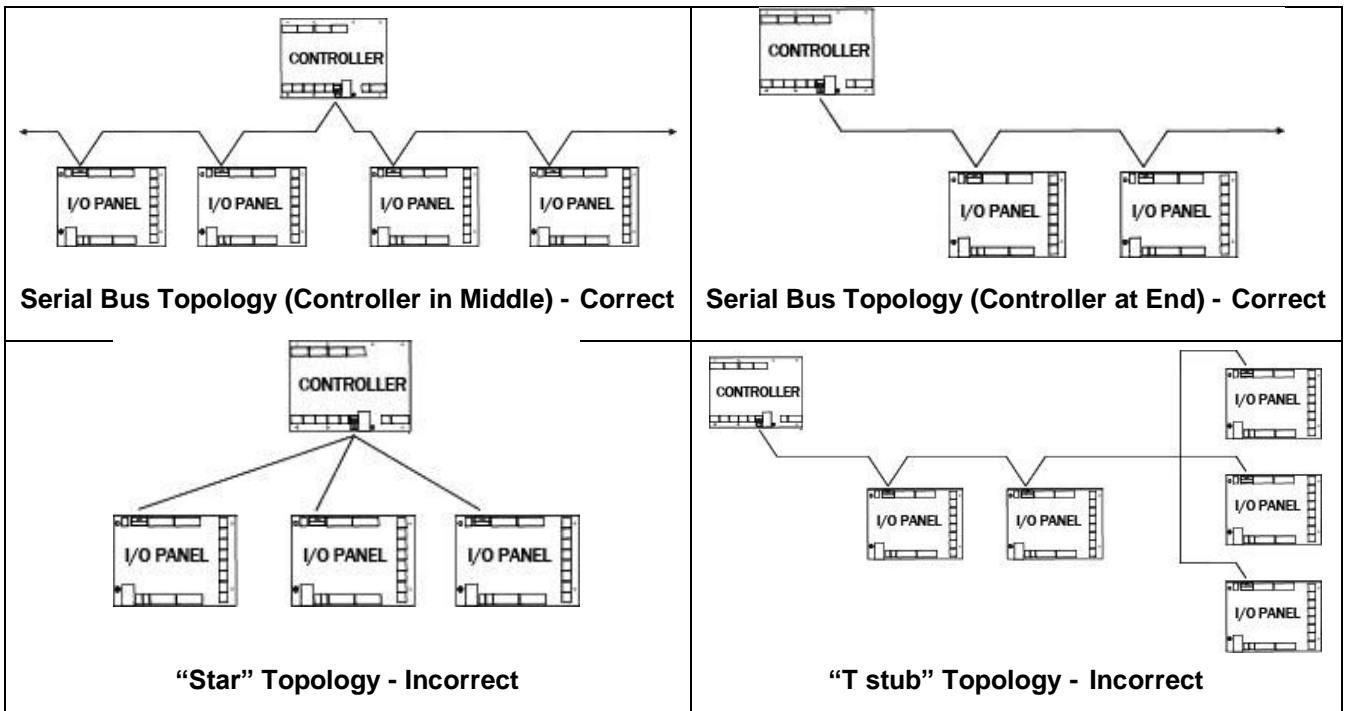 CONTROLLER
I/O PANEL
I/O PANEL
I/O PANEL
I/O PANEL
Serial Bus Topology (Controller in Middle) - Correct
CONTROLLER
I/O PANEL
I/O PANEL
Serial Bus Topology (Controller at End) - Correct
CONTROLLER
I/O PANEL
I/O PANEL
I/O PANEL
“Star” Topology - Incorrect
CONTROLLER
I/O PANEL
I/O PANEL
I/O PANEL
I/O PANEL
I/O PANEL
“T stub” Topology - Incorrect